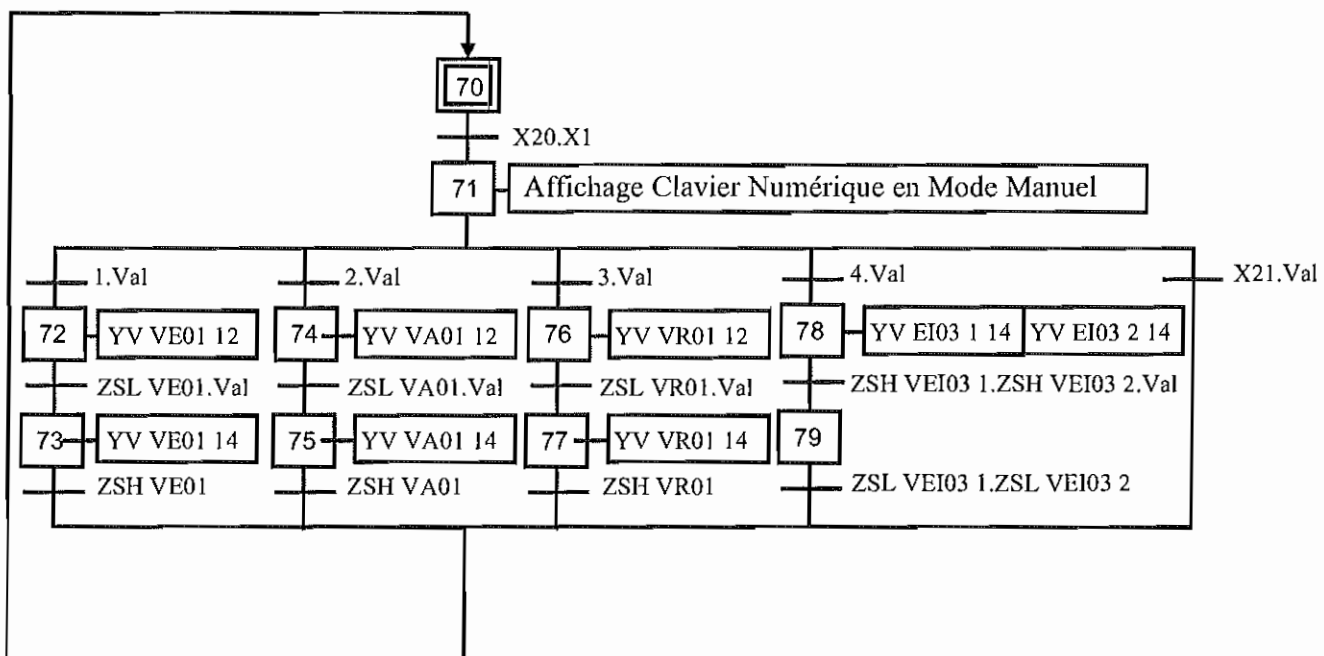 70
X20.X1
71 Affichage Clavier Numérique en Mode Manuel
1.Val 2.Val 3.Val 4.Val X21.Val
72 YV VE01 12 74 YV VA01 12 76 YV VR01 12 78 YV EI03 1 14 YV EI03 2 14
ZSL VE01.Val ZSL VA01.Val ZSL VR01.Val ZSH VEI03 1.ZSH VEI03 2.Val
73 YV VE01 14 75 YV VA01 14 77 YV VR01 14 79
ZSH VE01 ZSH VA01 ZSH VR01 ZSL VEI03 1.ZSL VEI03 2